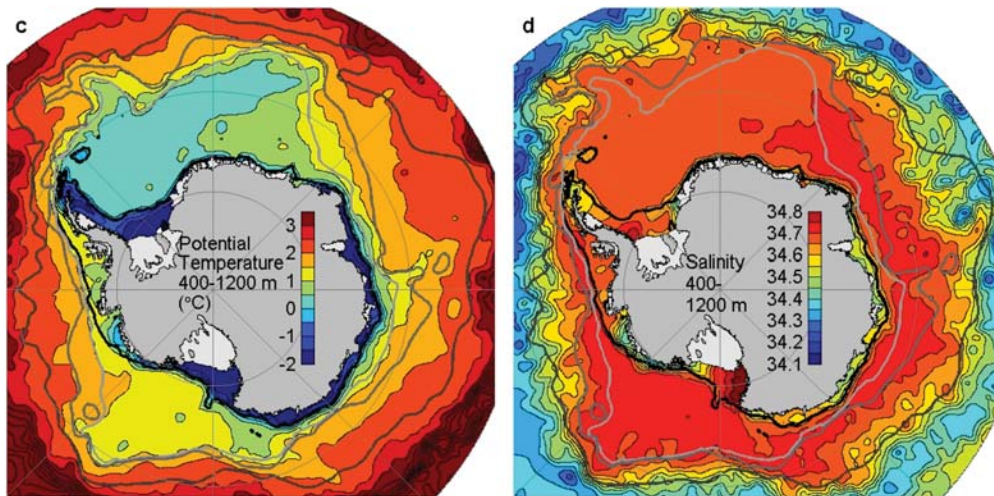 c
Potential
Temperature
400-1200 m
(°C)
3
2
1
0
-1
-2
d
Salinity
400-
1200 m
34.8
34.7
34.6
34.5
34.4
34.3
34.2
34.1